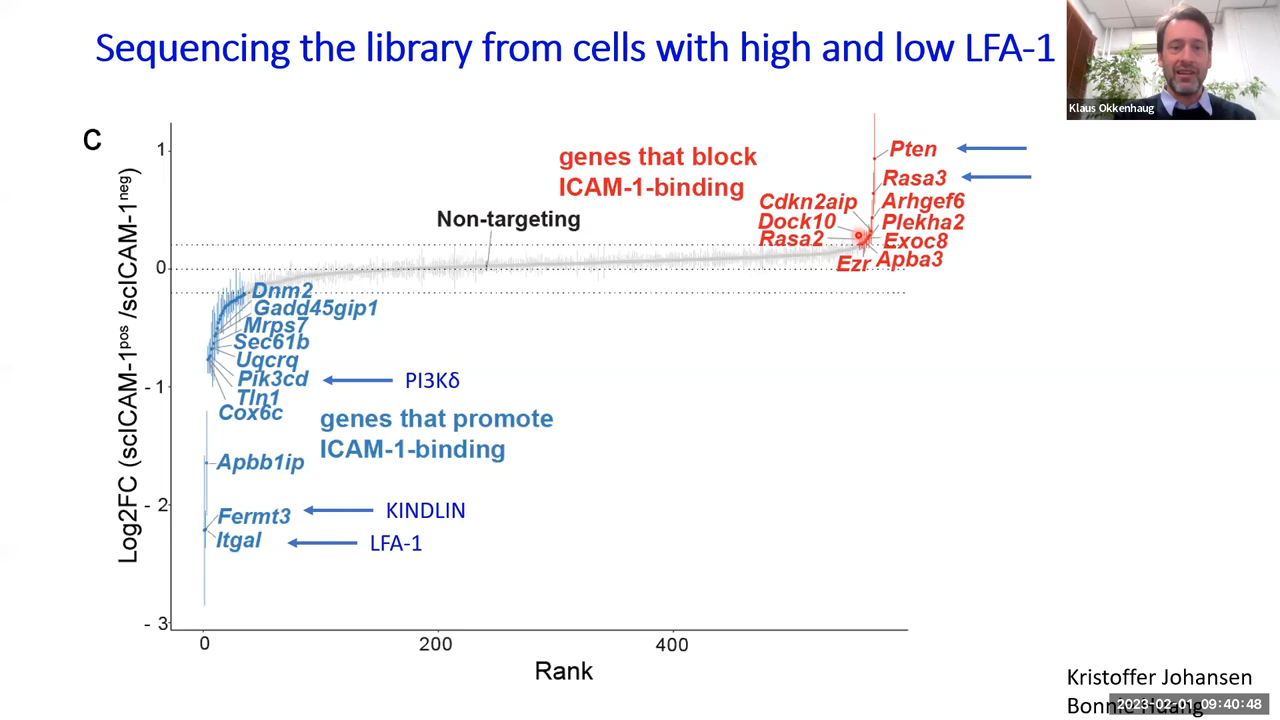 Sequencing the library from cells with high and low LFA-1
Klaus Okkenhaug
C
Log2FC (scICAM-1pos /scICAM-1neg)
1
0
- 1
- 2
- 3
genes that block
ICAM-1-binding
Non-targeting
Pten
Rasa3
Cdkn2aip
Arhgef6
Dock10
Plekha2
Rasa2
Exoc8
Ezr
Apba3
Dnm2
Gadd45gip1
Mrps7
Sec61b
Uqcrq
Pik3cd
PI3Kδ
Tln1
Cox6c
genes that promote
ICAM-1-binding
Apbb1ip
Fermt3
KINDLIN
Itgal
LFA-1
0
200
400
Rank
Kristoffer Johansen
Bonnie Huang
2023-02-01 09:40:48